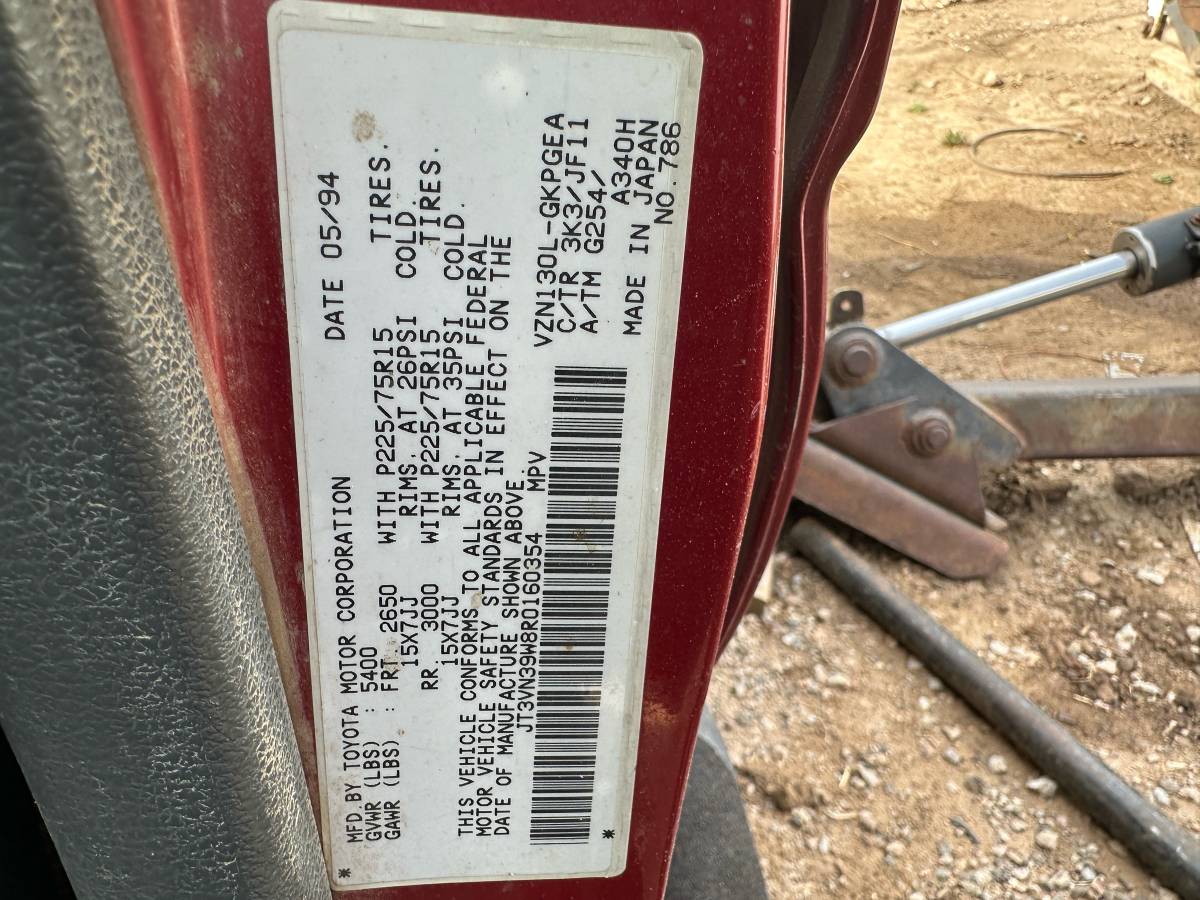 MFD.BY TOYOTA MOTOR CORPORATION DATE 05/94
GVWR (LBS) : 5400
GAWR (LBS) : FRT. 2650 WITH P225/75R15 TIRES.
15X7JJ RIMS, AT 26PSI COLD.
RR. 3000 WITH P225/75R15 TIRES.
15X7JJ RIMS, AT 35PSI COLD.
THIS VEHICLE CONFORMS TO ALL APPLICABLE FEDERAL
MOTOR VEHICLE SAFETY STANDARDS IN EFFECT ON THE
DATE OF MANUFACTURE SHOWN ABOVE.
JT3VN39W8R0160354 MPV
VZN130L-GKPGEA
C/TR 3K3/JF11
A/TM G254/
A340H
MADE IN JAPAN
NO.786